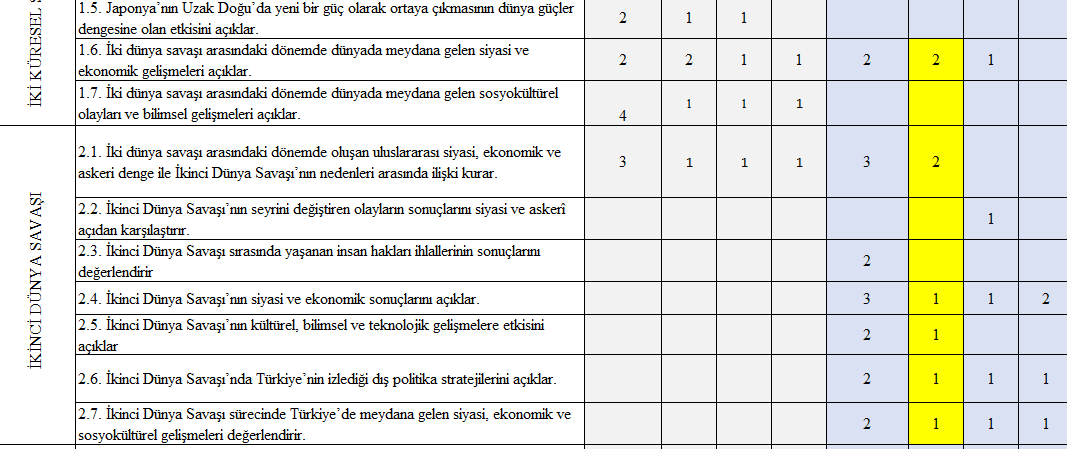 İKİ KÜRESEL S
1.5. Japonya’nın Uzak Doğu’da yeni bir güç olarak ortaya çıkmasının dünya güçler
dengesine olan etkisini açıklar.
2 1 1
1.6. İki dünya savaşı arasındaki dönemde dünyada meydana gelen siyasi ve
ekonomik gelişmeleri açıklar.
2 2 1 1 2 2 1
1.7. İki dünya savaşı arasındaki dönemde dünyada meydana gelen sosyokültürel
olayları ve bilimsel gelişmeleri açıklar.
4 1 1 1
İKİNCİ DÜNYA SAVAŞI
2.1. İki dünya savaşı arasındaki dönemde oluşan uluslararası siyasi, ekonomik ve
askeri denge ile İkinci Dünya Savaşı’nın nedenleri arasında ilişki kurar.
3 1 1 1 3 2
2.2. İkinci Dünya Savaşı’nın seyrini değiştiren olayların sonuçlarını siyasi ve askerî
açıdan karşılaştırır.
1
2.3. İkinci Dünya Savaşı sırasında yaşanan insan hakları ihlallerinin sonuçlarını
değerlendirir
2
2.4. İkinci Dünya Savaşı’nın siyasi ve ekonomik sonuçlarını açıklar.
3 1 1 2
2.5. İkinci Dünya Savaşı’nın kültürel, bilimsel ve teknolojik gelişmelere etkisini
açıklar
2 1
2.6. İkinci Dünya Savaşı’nda Türkiye’nin izlediği dış politika stratejilerini açıklar.
2 1 1 1
2.7. İkinci Dünya Savaşı sürecinde Türkiye’de meydana gelen siyasi, ekonomik ve
sosyokültürel gelişmeleri değerlendirir.
2 1 1 1